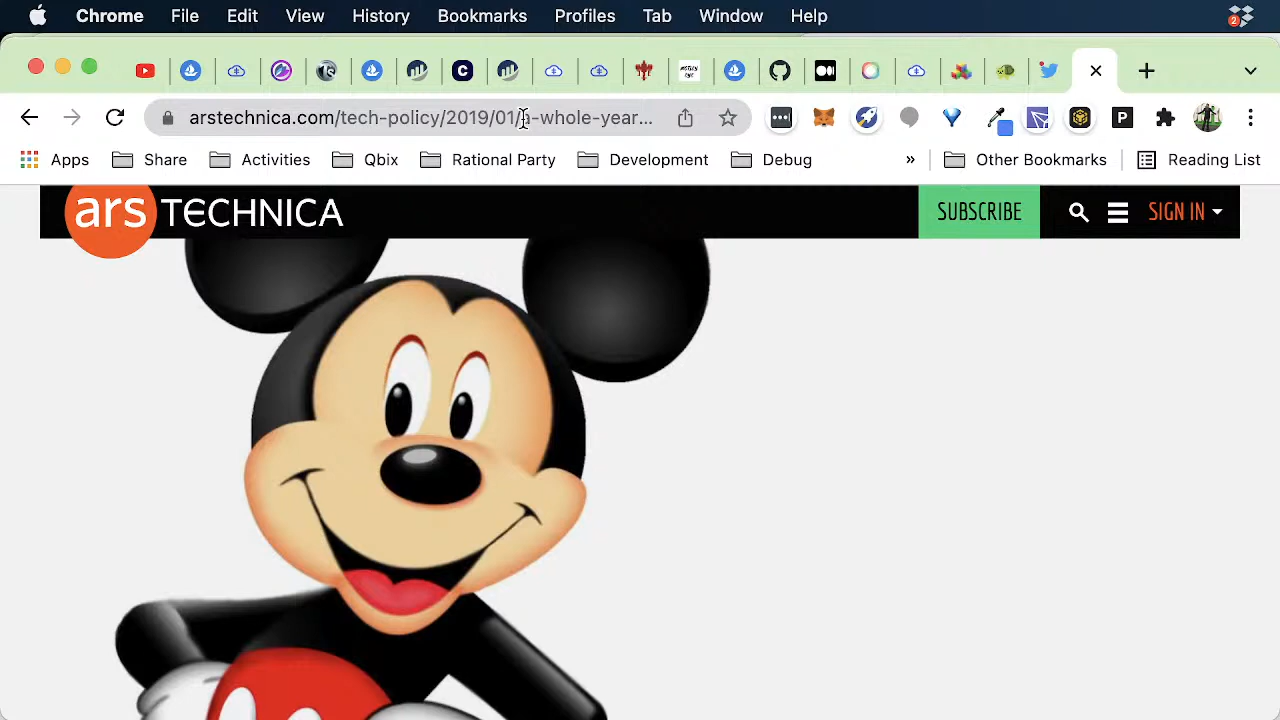 Chrome File Edit View History Bookmarks Profiles Tab Window Help
2
arstechnica.com/tech-policy/2019/01/a-whole-year...
P
Apps Share Activities Qbix Rational Party Development Debug » Other Bookmarks Reading List
ars TECHNICA SUBSCRIBE SIGN IN